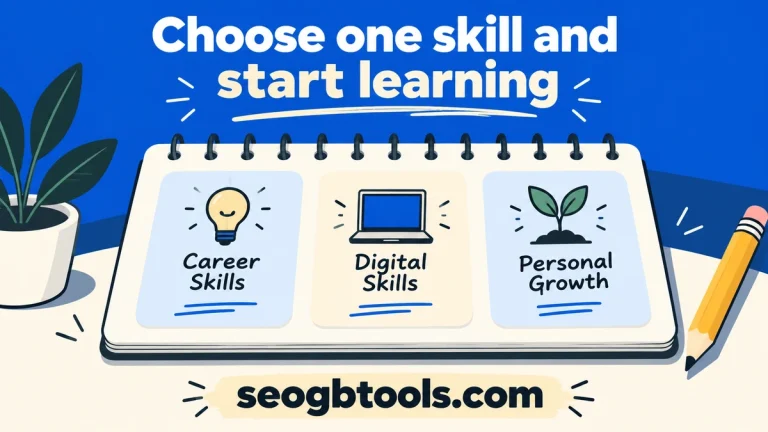 Choose one skill and
start learning
Career
Skills
Digital
Skills
Personal
Growth
seogbtools.com